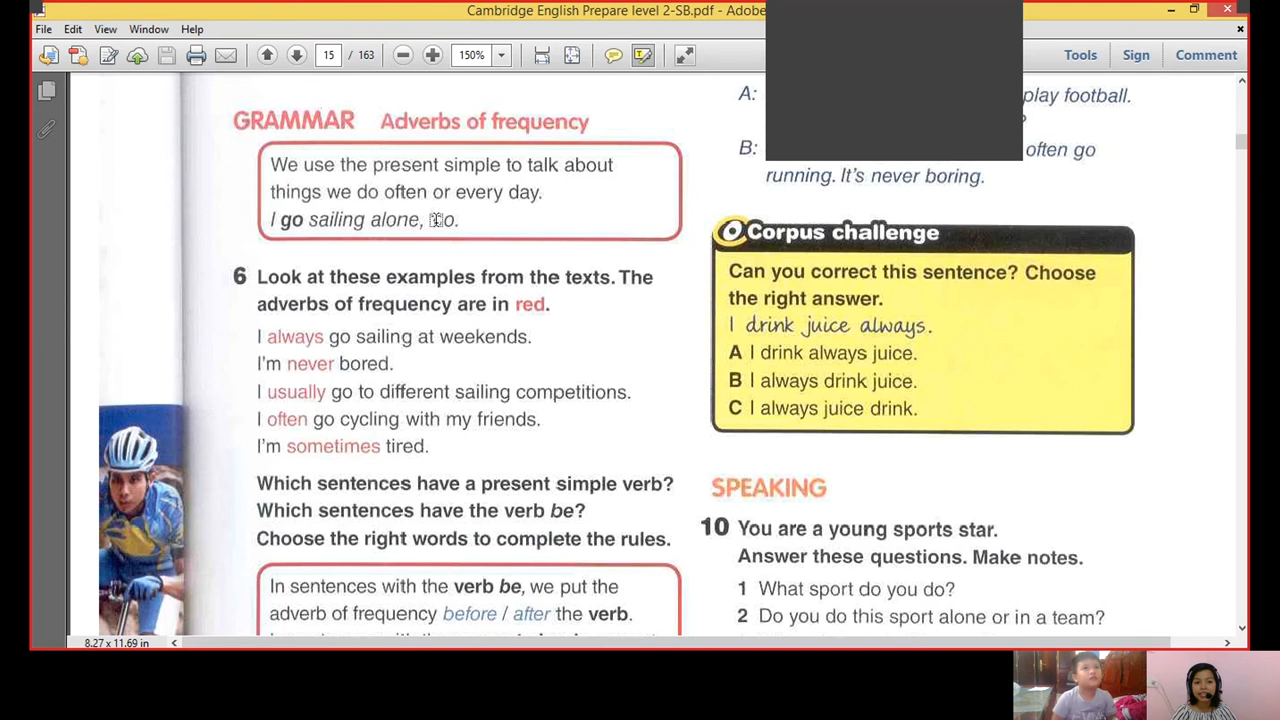 Cambridge English Prepare level 2-SB.pdf - Adobe
File Edit View Window Help
15 / 163 150% Tools Sign Comment
GRAMMAR Adverbs of frequency
We use the present simple to talk about
things we do often or every day.
I go sailing alone,
6 Look at these examples from the texts. The
adverbs of frequency are in red.
I always go sailing at weekends.
I'm never bored.
I usually go to different sailing competitions.
I often go cycling with my friends.
I'm sometimes tired.
Which sentences have a present simple verb?
Which sentences have the verb be?
Choose the right words to complete the rules.
In sentences with the verb be, we put the
adverb of frequency before / after the verb.
A: play football.
B: often go
running. It's never boring.
Corpus challenge
Can you correct this sentence? Choose
the right answer.
I drink juice always.
A I drink always juice.
B I always drink juice.
C I always juice drink.
SPEAKING
10 You are a young sports star.
Answer these questions. Make notes.
1 What sport do you do?
2 Do you do this sport alone or in a team?
8.27 x 11.69 in